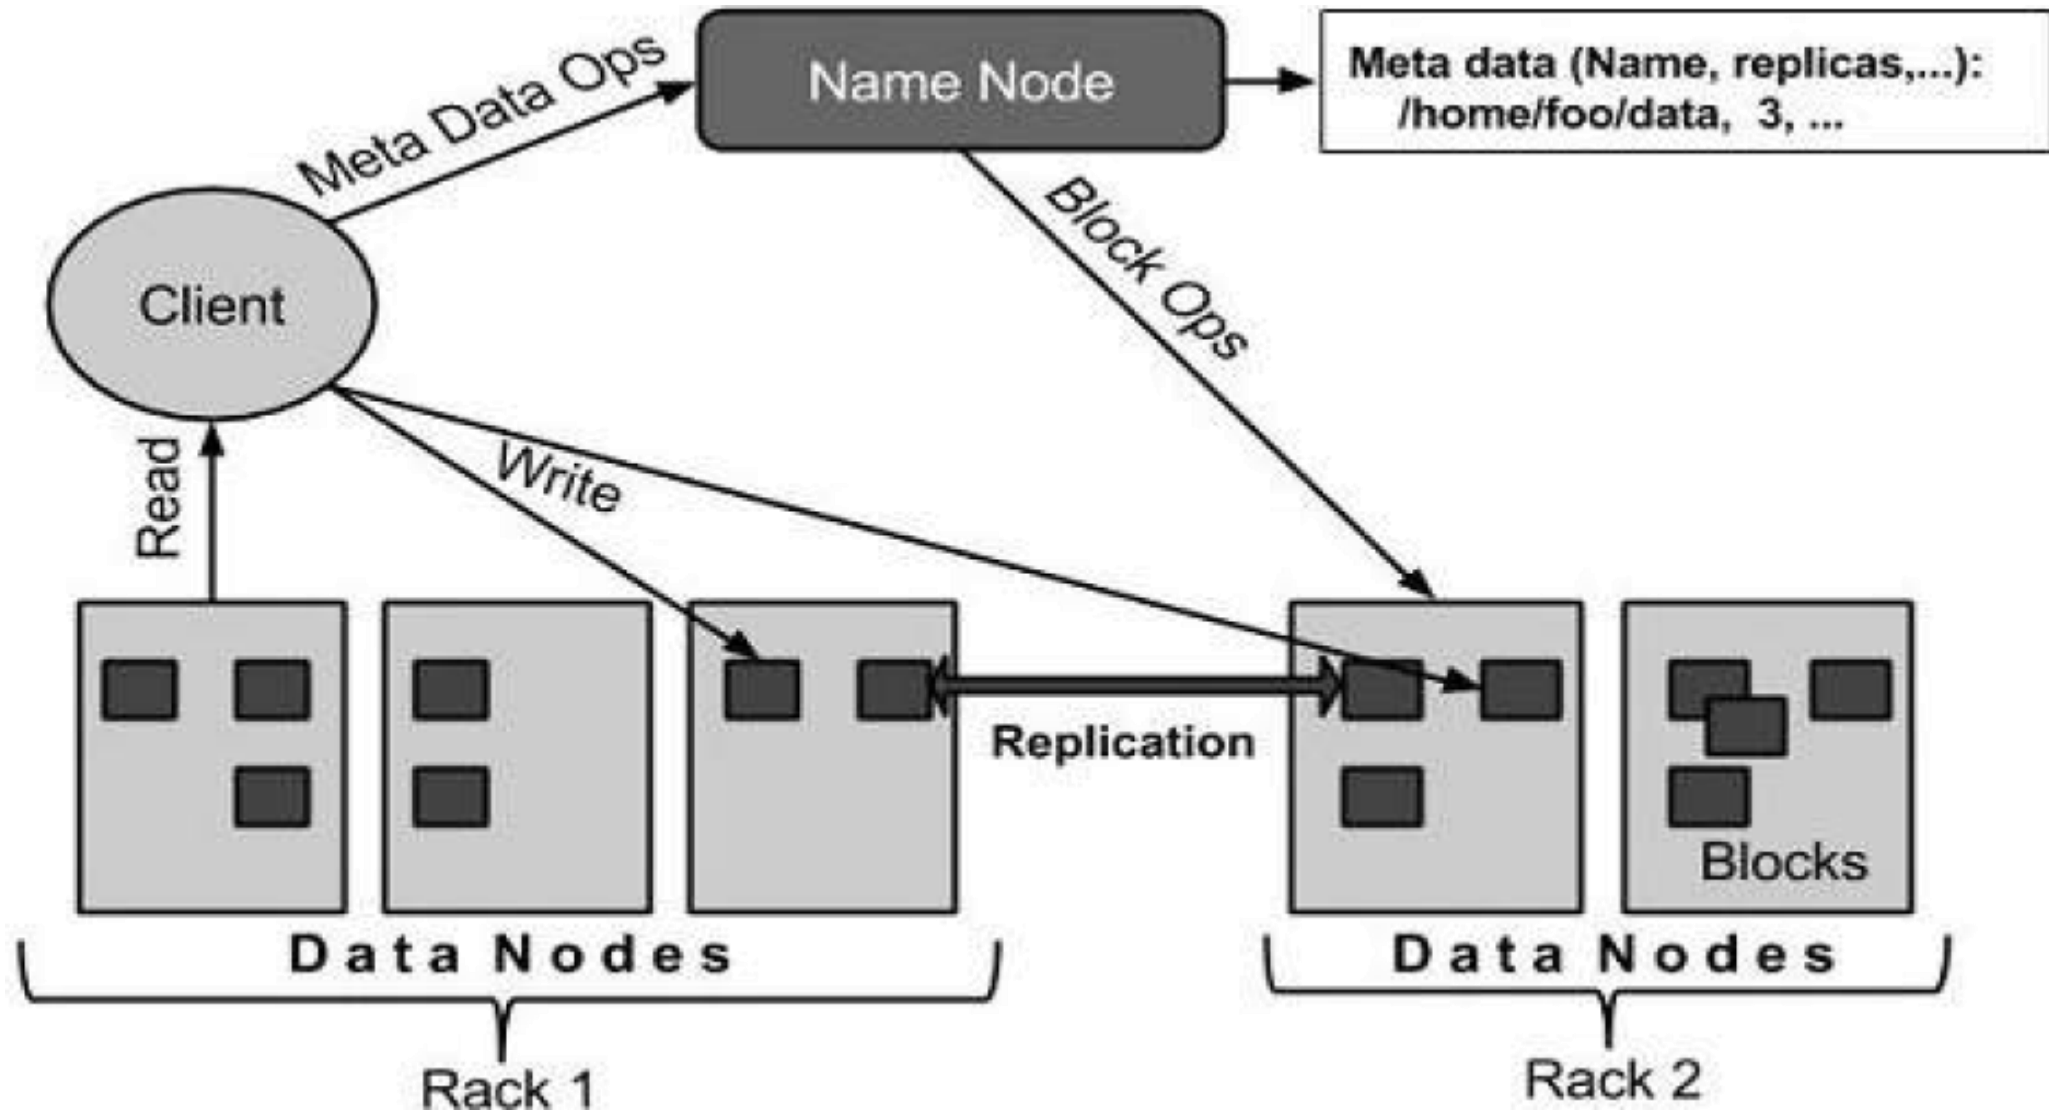 Meta Data Ops
Name Node
Meta data (Name, replicas,...):
/home/foo/data, 3, ...
Block Ops
Client
Read
Write
Replication
Blocks
Data Nodes
Data Nodes
Rack 1
Rack 2